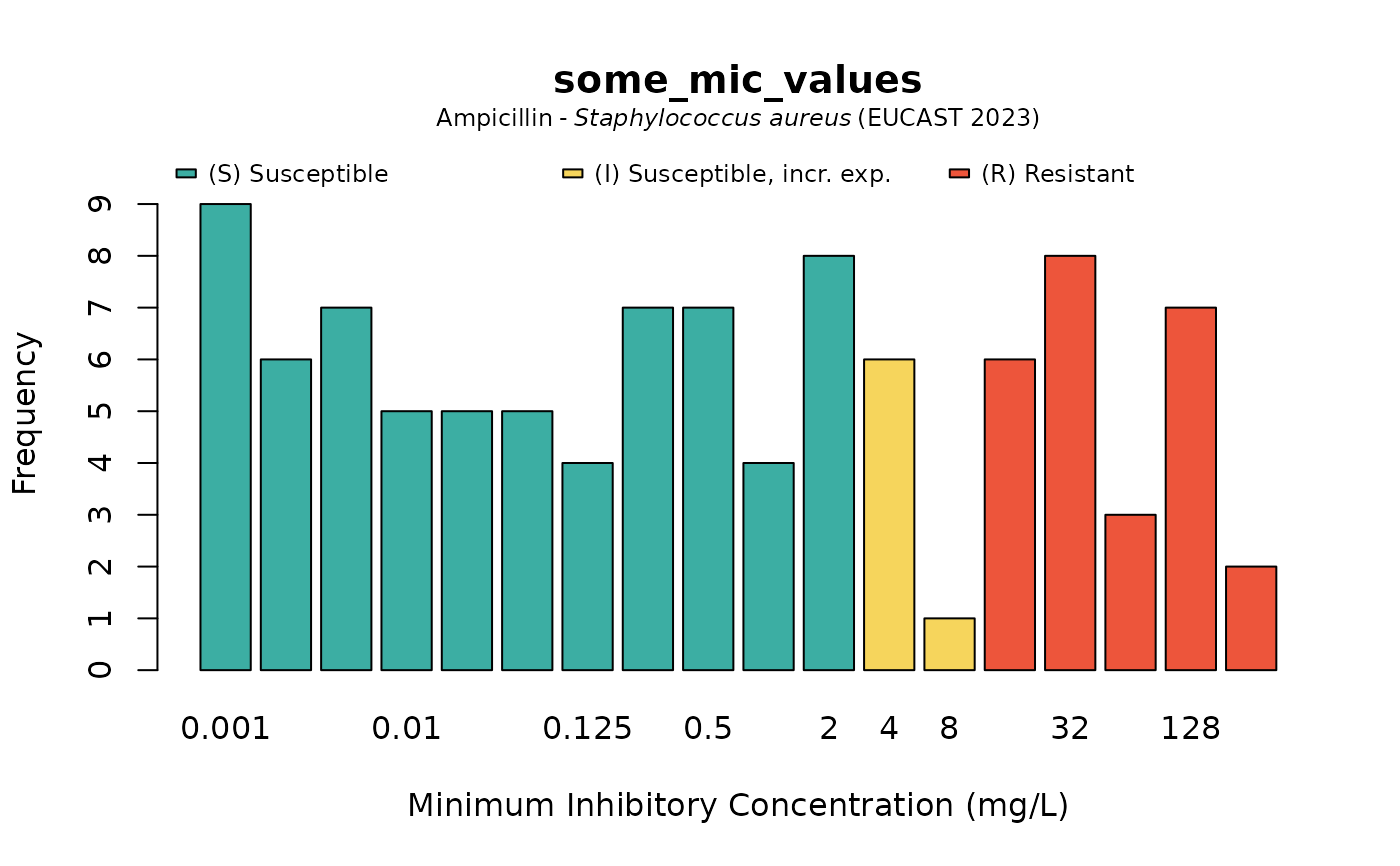 some_mic_values
Ampicillin - Staphylococcus aureus (EUCAST 2023)
(S) Susceptible (I) Susceptible, incr. exp. (R) Resistant
9
8
7
6
5
4
3
2
1
0
Frequency
0.001 0.01 0.125 0.5 2 4 8 32 128
Minimum Inhibitory Concentration (mg/L)